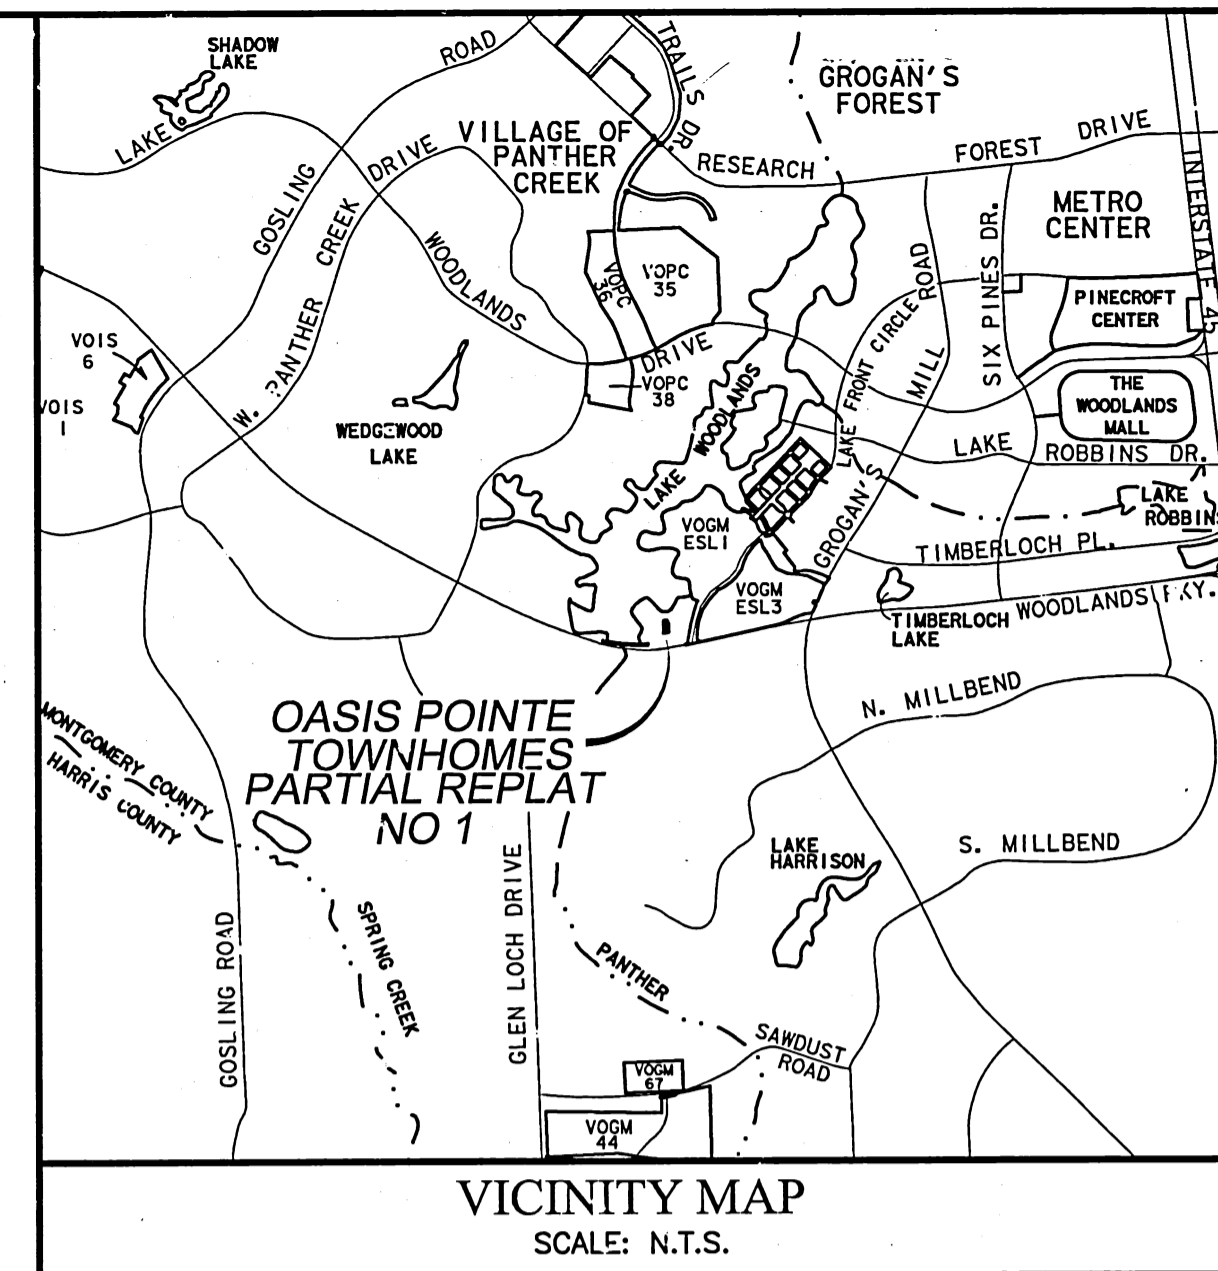 SHADOW
LAKE
ROAD
TRAILS DR.
GROGAN'S
FOREST
LAKE
VILLAGE OF
PANTHER
CREEK
RESEARCH
FOREST
DRIVE
GOSLING
CREEK
DRIVE
METRO
CENTER
INTERSTATE 45
WOODLANDS
VOPC
36
VOPC
35
SIX PINES DR.
PINECROFT
CENTER
VOIS
6
VOIS
1
W.
PANTHER
DRIVE
VOPC
38
LAKE FRONT CIRCLE
MILL
ROAD
THE
WOODLANDS
MALL
WEDGEWOOD
LAKE
LAKE
WOODLANDS
LAKE
ROBBINS DR.
GROGAN'S
VOGM
ESL1
LAKE
TIMBERLOCH PL.
VOGM
ESL3
TIMBERLOCH
LAKE
WOODLANDS
N. MILLBEND
OASIS POINTE
TOWNHOMES
PARTIAL REPLAT
NO 1
MONTGOMERY COUNTY
HARRIS COUNTY
LAKE
HARRISON
S. MILLBEND
GOSLING ROAD
SPRING CREEK
GLEN LOCH DRIVE
PANTHER
SAWDUST
ROAD
VOGM
67
VOGM
44
VICINITY MAP
SCALE: N.T.S.